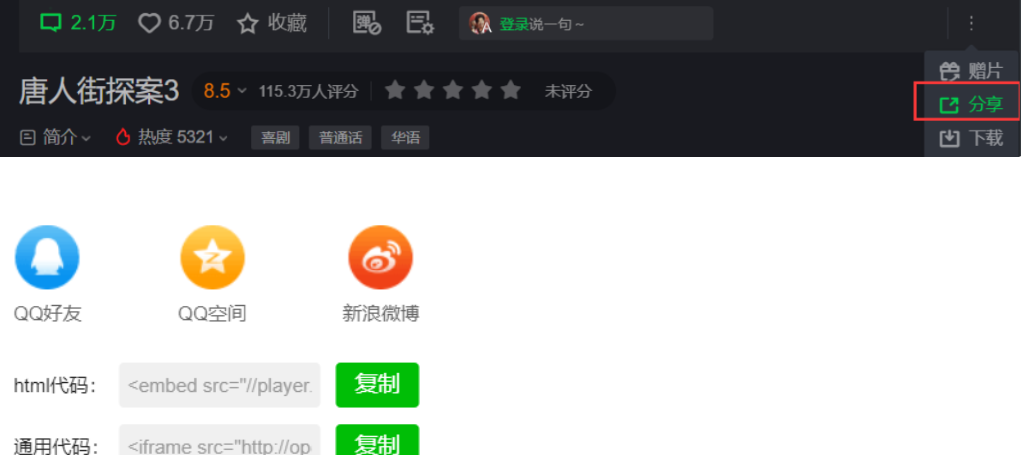 2.1万 6.7万 收藏 弹 登录说一句~
赠片
唐人街探案3 8.5 115.3万人评分 未评分
分享
简介 热度 5321 喜剧 普通话 华语
下载
QQ好友 QQ空间 新浪微博
html代码： <embed src="//player. 复制
通用代码： <iframe src="http://op 复制